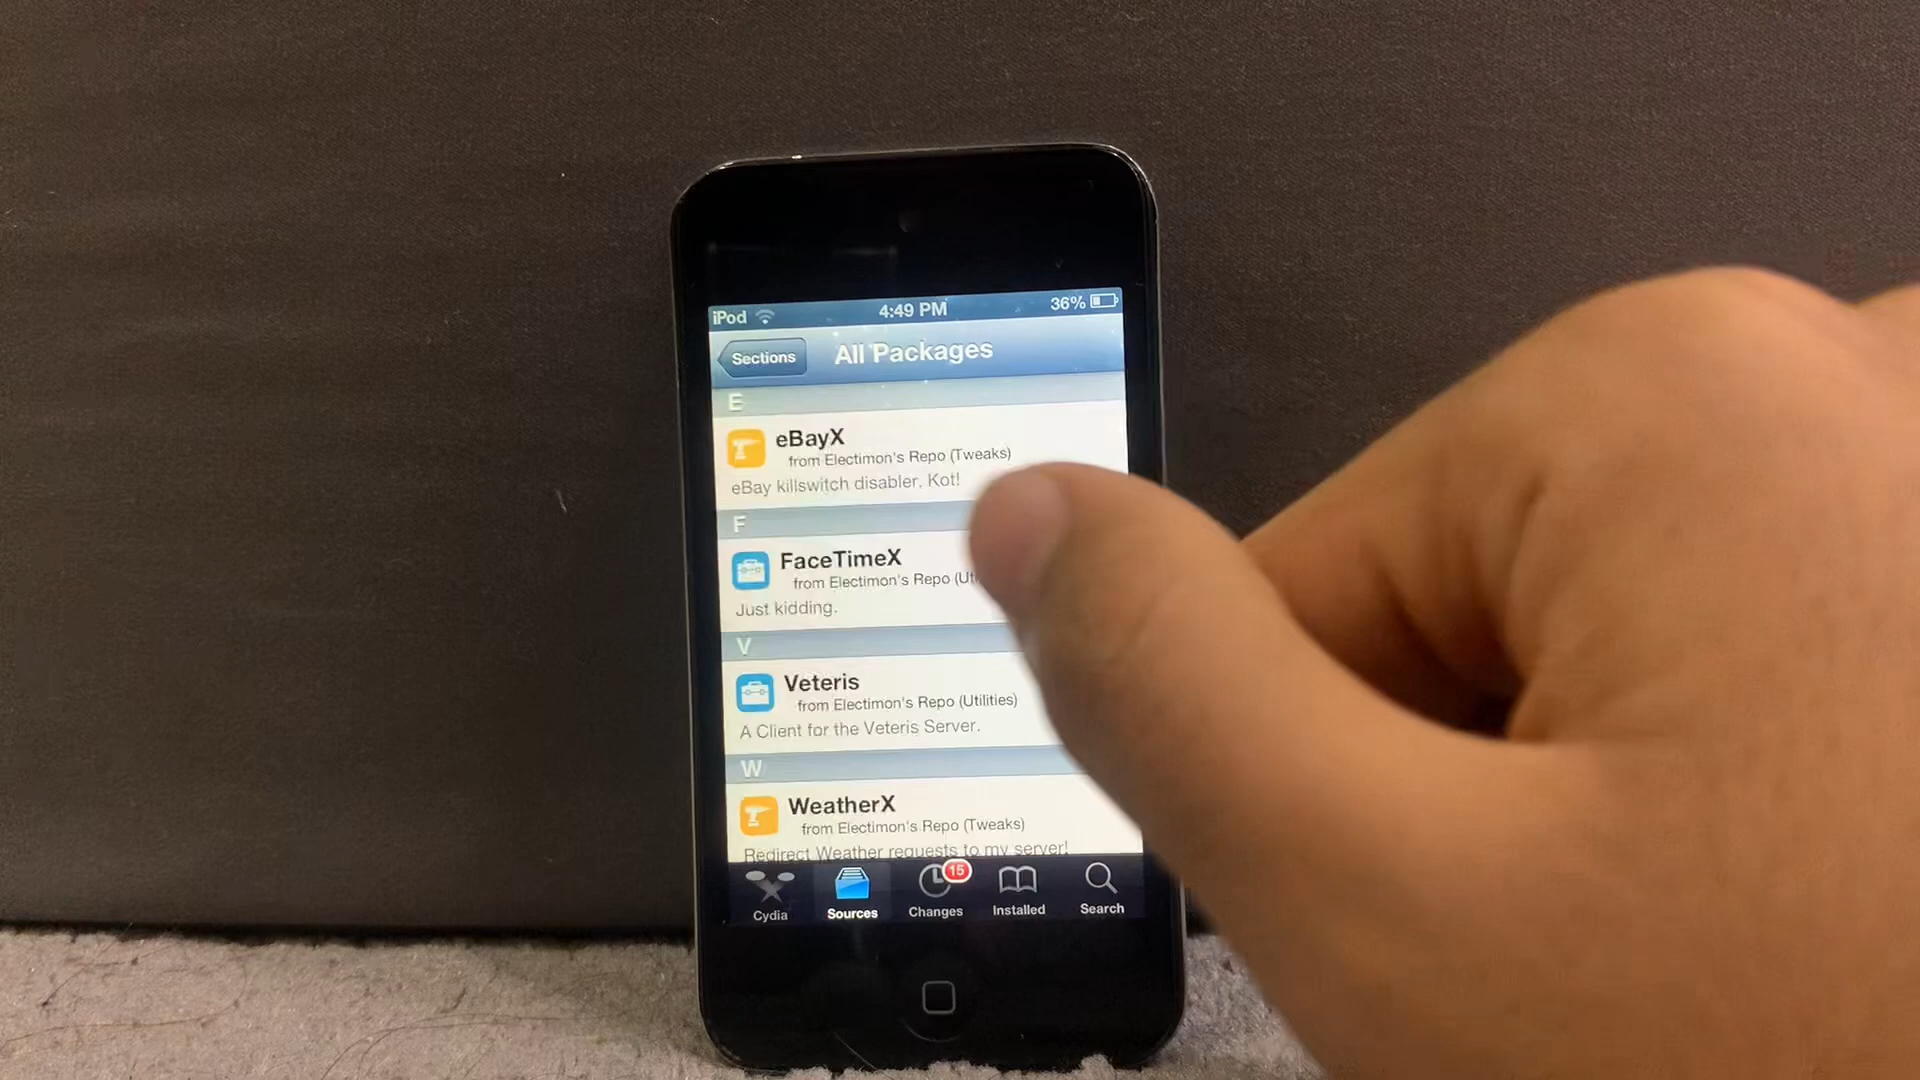 iPod 4:49 PM 36%
Sections All Packages
E
eBayX
from Electimon's Repo (Tweaks)
eBay killswitch disabler. Kot!
F
FaceTimeX
from Electimon's Repo
Just kidding.
V
Veteris
from Electimon's Repo (Utilities)
A Client for the Veteris Server.
W
WeatherX
from Electimon's Repo (Tweaks)
Redirect Weather requests to my server!
15
Cydia Sources Changes Installed Search